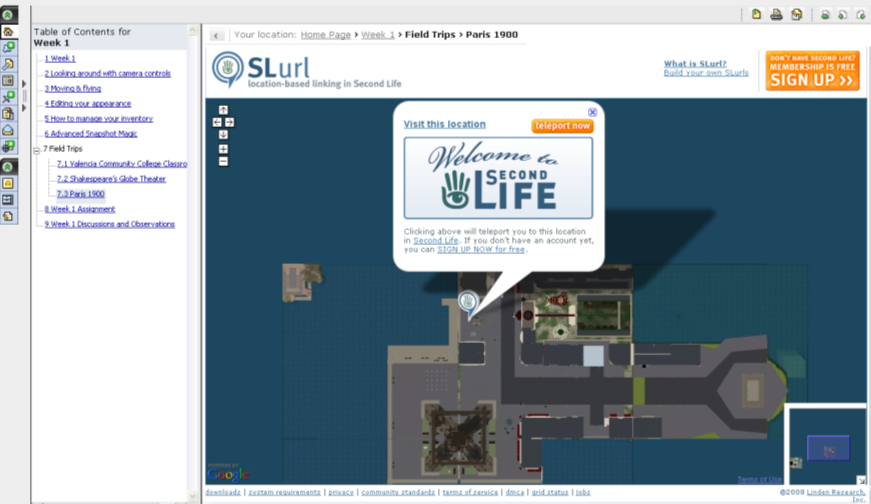 Table of Contents for
Week 1
1 Week 1
2 Looking around with camera controls
3 Moving & flying
4 Editing your appearance
5 How to manage your inventory
6 Advanced Snapshot Magic
7 Field Trips
7.1 Valencia Community College Classro
7.2 Shakespeare's Globe Theater
7.3 Paris 1900
8 Week 1 Assignment
9 Week 1 Discussions and Observations
Your location: Home Page › Week 1 › Field Trips › Paris 1900
SLurl
location-based linking in Second Life
What is SLurl?
Build your own SLurls
DON'T HAVE SECOND LIFE?
MEMBERSHIP IS FREE
SIGN UP >>
Visit this location
teleport now
Welcome to
SECOND
LIFE
Clicking above will teleport you to this location
in Second Life. If you don't have an account yet,
you can SIGN UP NOW for free.
POWERED BY
Google
Terms of Use
downloads | system requirements | privacy | community standards | terms of service | dmca | grid status | jobs
©2008 Linden Research,
Inc.